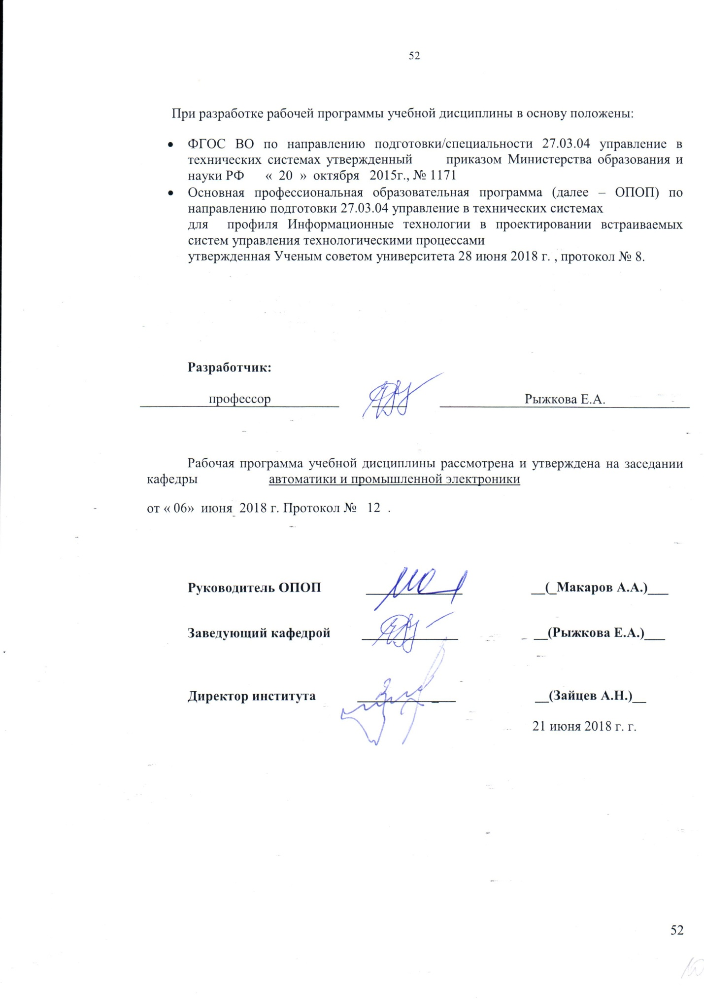 52
При разработке рабочей программы учебной дисциплины в основу положены:
• ФГОС ВО по направлению подготовки/специальности 27.03.04 управление в
технических системах утвержденный приказом Министерства образования и
науки РФ « 20 » октября 2015г., № 1171
• Основная профессиональная образовательная программа (далее – ОПОП) по
направлению подготовки 27.03.04 управление в технических системах
для профиля Информационные технологии в проектировании встраиваемых
систем управления технологическими процессами
утвержденная Ученым советом университета 28 июня 2018 г. , протокол № 8.
Разработчик:
профессор Рыжкова Е.А.
Рабочая программа учебной дисциплины рассмотрена и утверждена на заседании
кафедры автоматики и промышленной электроники
от « 06» июня 2018 г. Протокол № 12 .
Руководитель ОПОП __(_Макаров А.А.)___
Заведующий кафедрой __(Рыжкова Е.А.)___
Директор института __(Зайцев А.Н.)__
21 июня 2018 г. г.
52